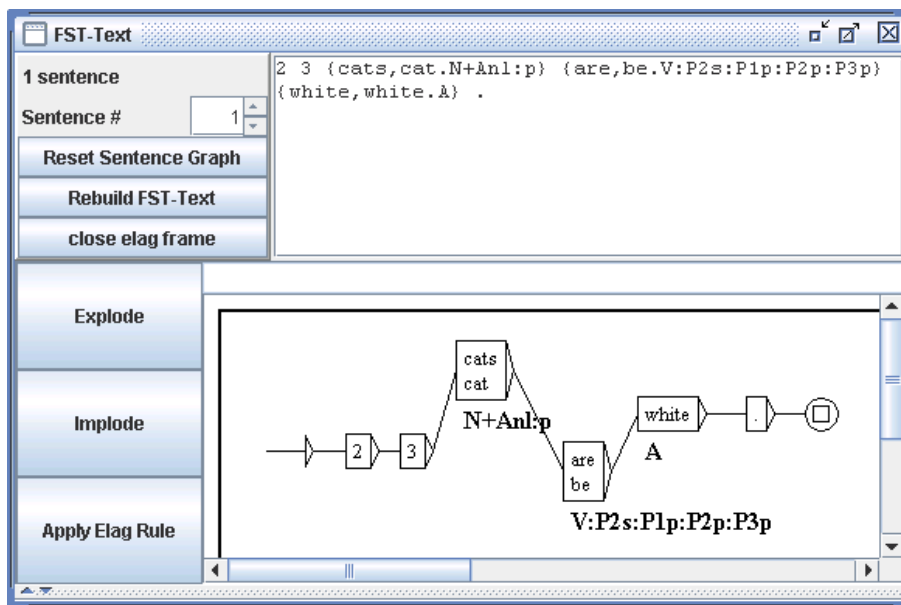 FST-Text
1 sentence
Sentence #
1
Reset Sentence Graph
Rebuild FST-Text
close elag frame
2 3 {cats,cat.N+Anl:p} {are,be.V:P2s:P1p:P2p:P3p}
{white,white.A} .
Explode
Implode
Apply Elag Rule
2
3
cats
cat
N+Anl:p
are
be
V:P2s:P1p:P2p:P3p
white
A
.